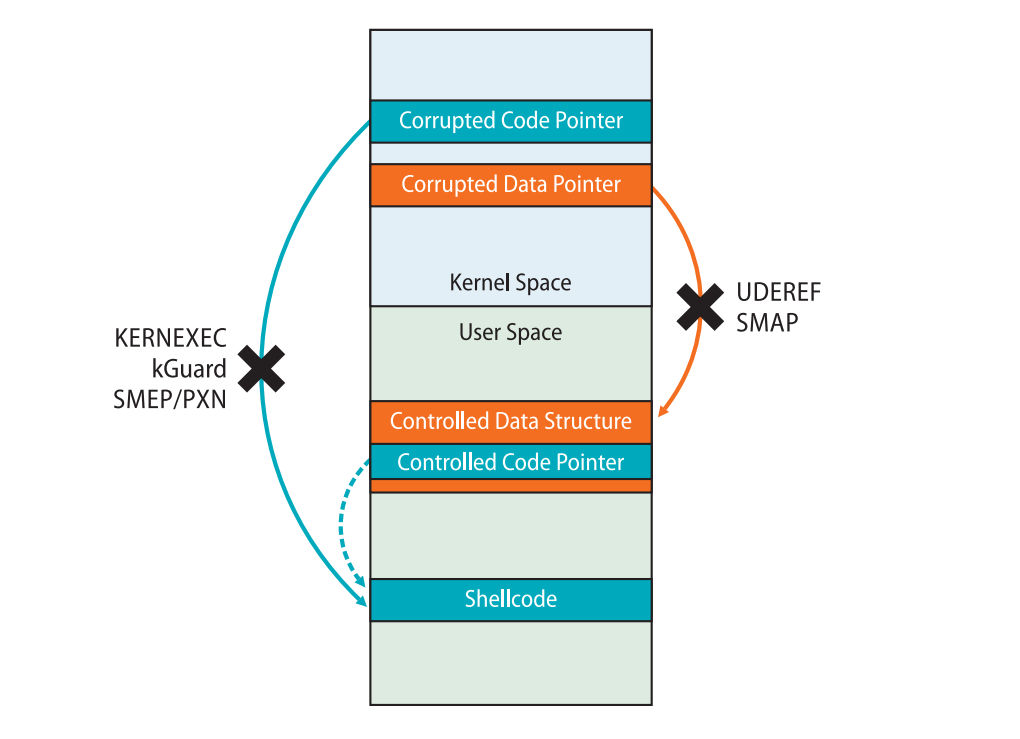 Corrupted Code Pointer
Corrupted Data Pointer
Kernel Space
User Space
UDEREF
SMAP
KERNEXEC
kGuard
SMEP/PXN
Controlled Data Structure
Controlled Code Pointer
Shellcode